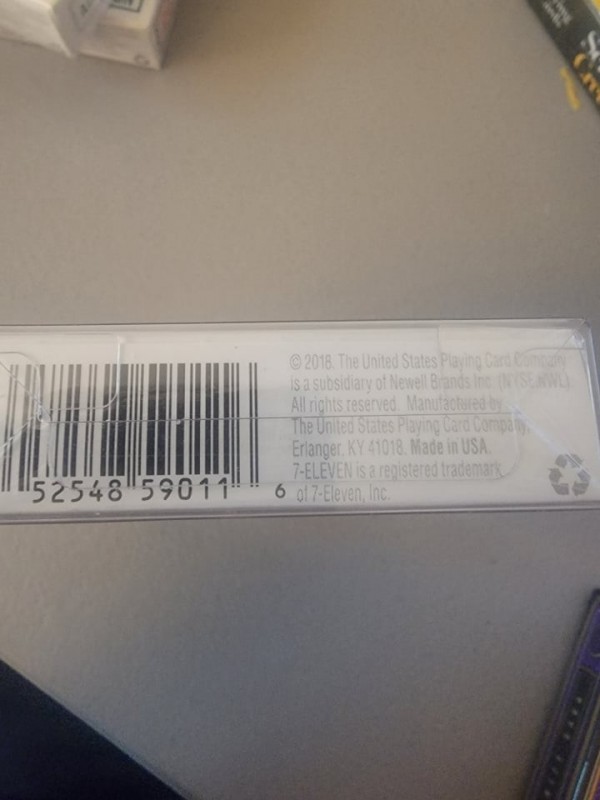 © 2018. The United States Playing Card Company
is a subsidiary of Newell Brands Inc. (NYSE:NWL)
All rights reserved. Manufactured by
The United States Playing Card Company,
Erlanger, KY 41018. Made in USA.
7-ELEVEN is a registered trademark
of 7-Eleven, Inc.
52548 59011 6